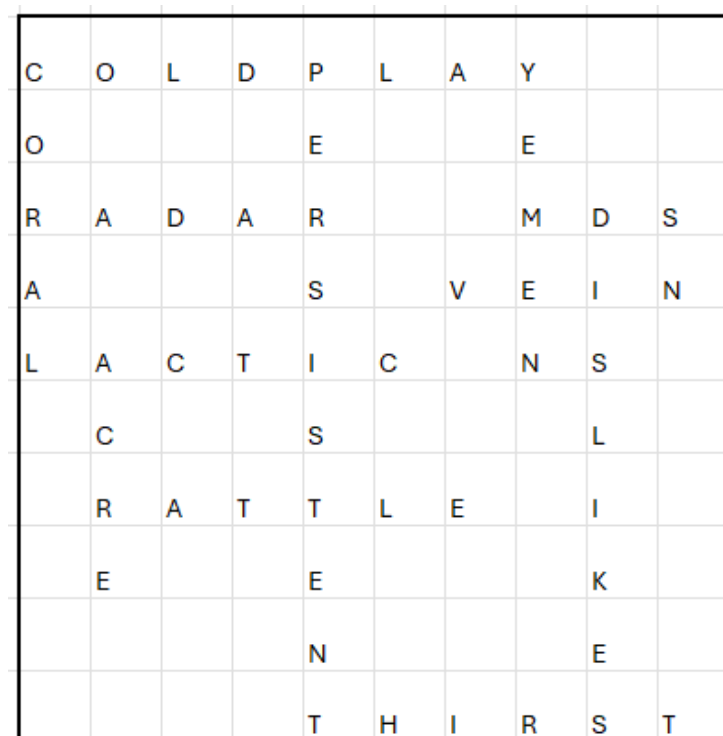 C O L D P L A Y
O E E
R A D A R M D S
A S V E I N
L A C T I C N S
C S L
R A T T L E I
E E K
N E
T H I R S T